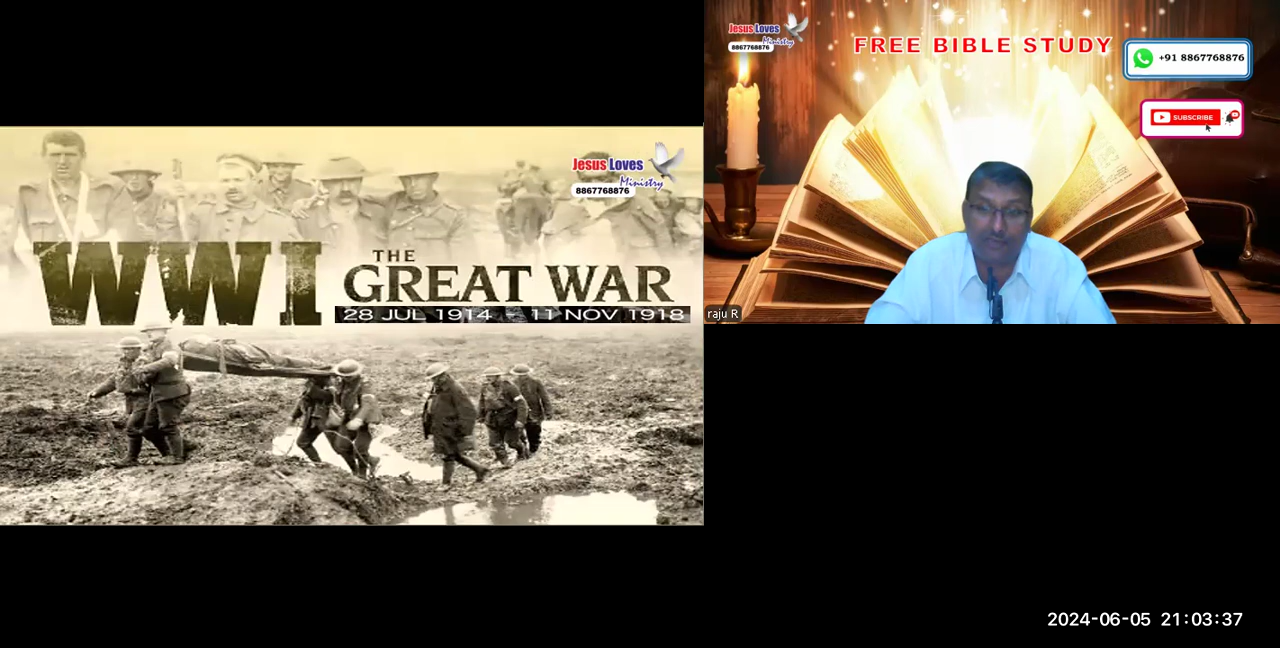 Jesus Loves
Ministry
8867768876
WWI
THE
GREAT WAR
28 JUL 1914 - 11 NOV 1918
Jesus Loves
Ministry
8867768876
FREE BIBLE STUDY
+91 8867768876
SUBSCRIBE
raju R
2024-06-05 21:03:37